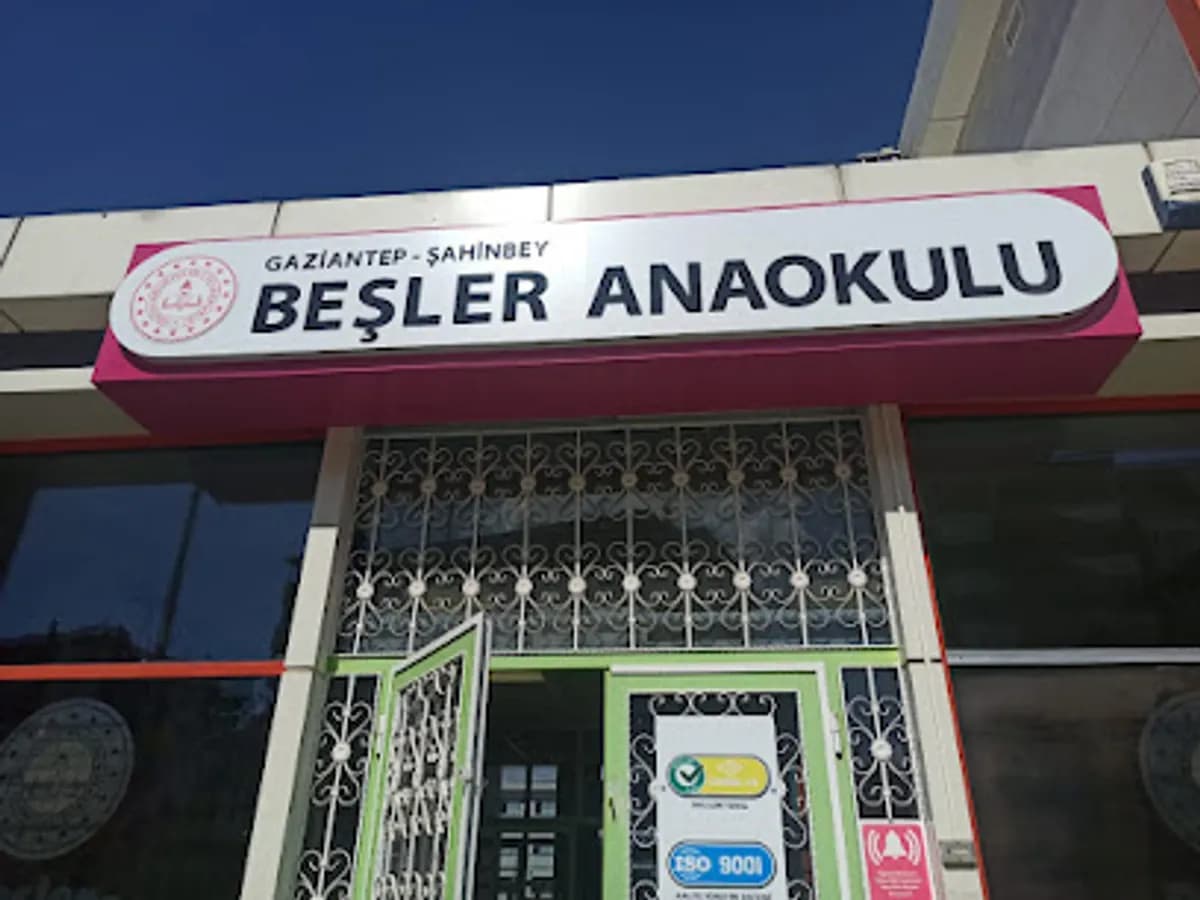 GAZİANTEP - ŞAHİNBEY
BEŞLER ANAOKULU
ISO 9001